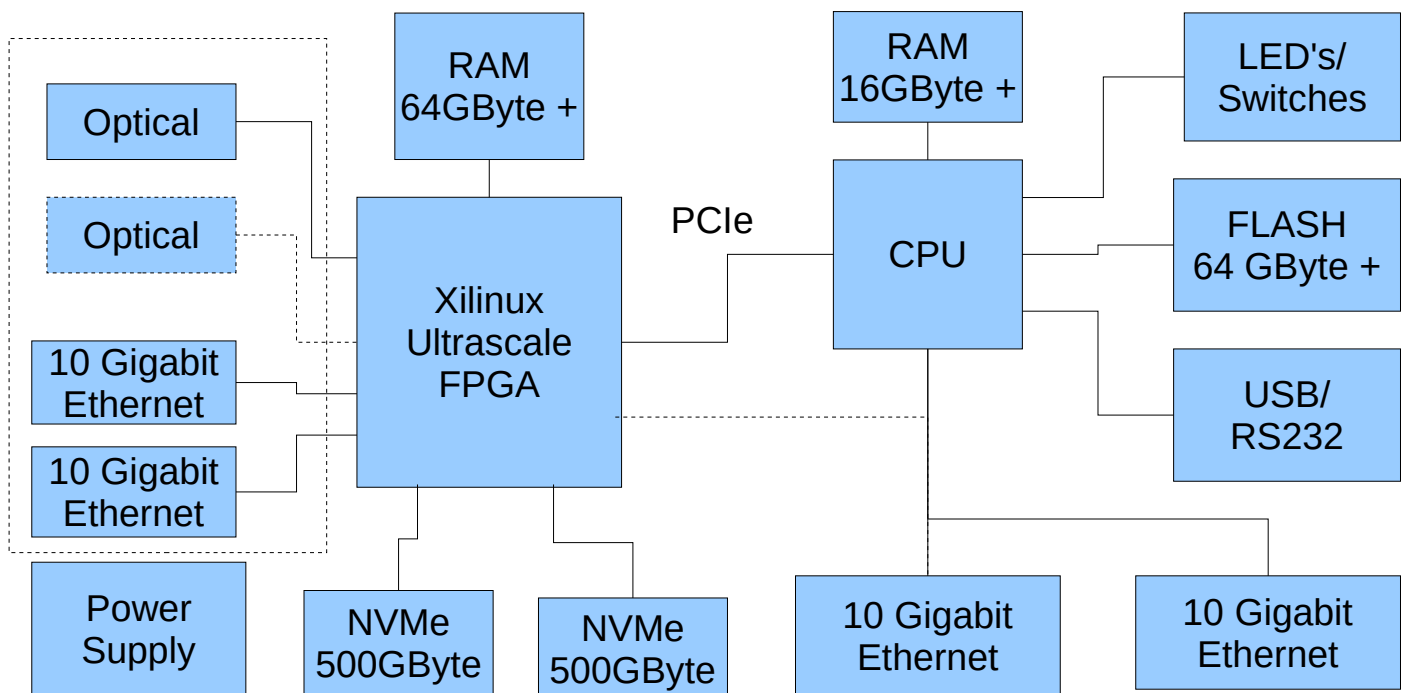 RAM
64GByte +
RAM
16GByte +
LED's/
Switches
Optical
Optical
PCIe
CPU
FLASH
64 GByte +
Xilinux
Ultrascale
FPGA
10 Gigabit
Ethernet
10 Gigabit
Ethernet
USB/
RS232
Power
Supply
NVMe
500GByte
NVMe
500GByte
10 Gigabit
Ethernet
10 Gigabit
Ethernet